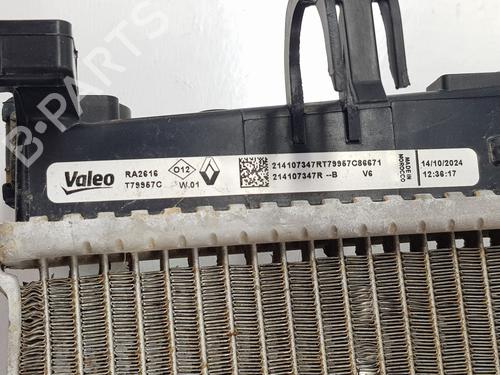 B-Parts
Valeo
RA2616
T79957C
O12
W.01
214107347RT79957C86671
214107347R --B V6
MADE IN
MOROCCO
14/10/2024
12:36:17